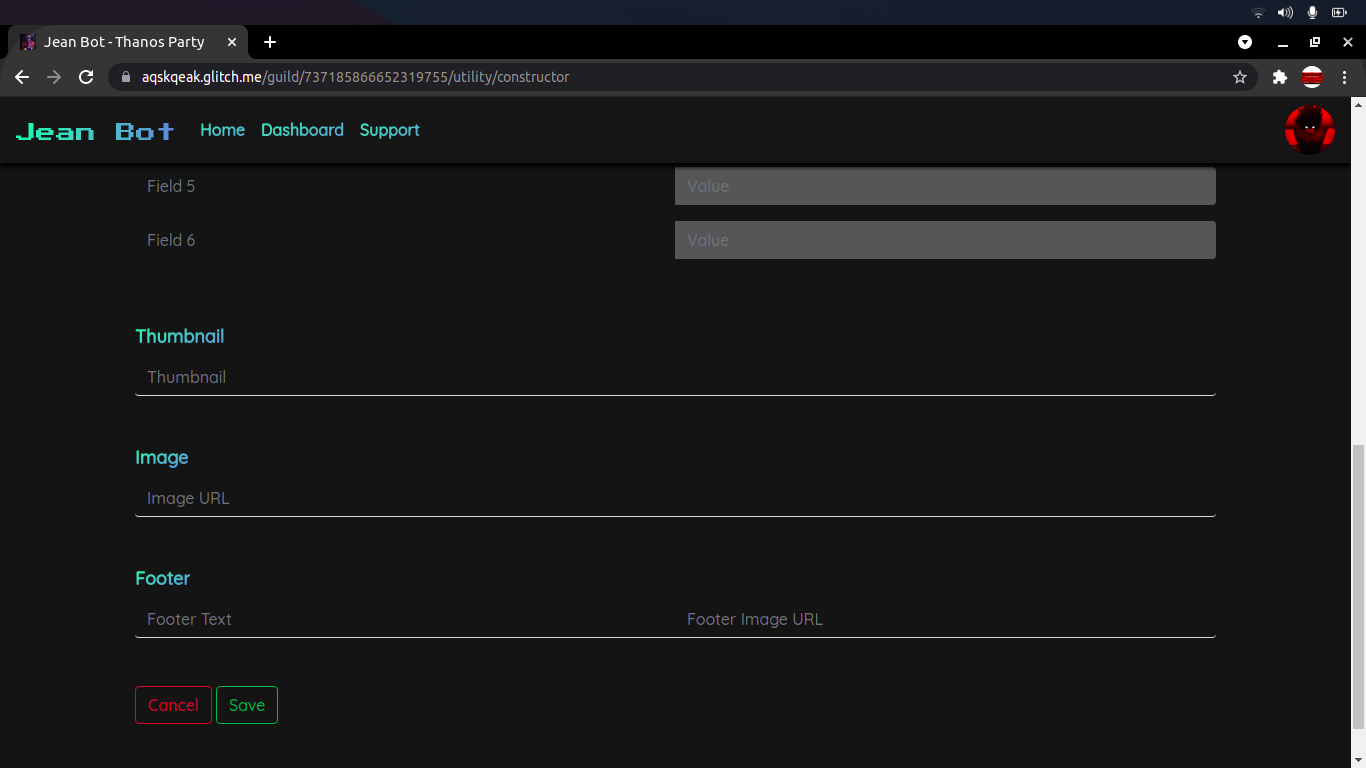 Jean Bot - Thanos Party
aqskqeak.glitch.me/guild/737185866652319755/utility/constructor
Jean Bot Home Dashboard Support
Field 5 Value
Field 6 Value
Thumbnail
Thumbnail
Image
Image URL
Footer
Footer Text Footer Image URL
Cancel Save